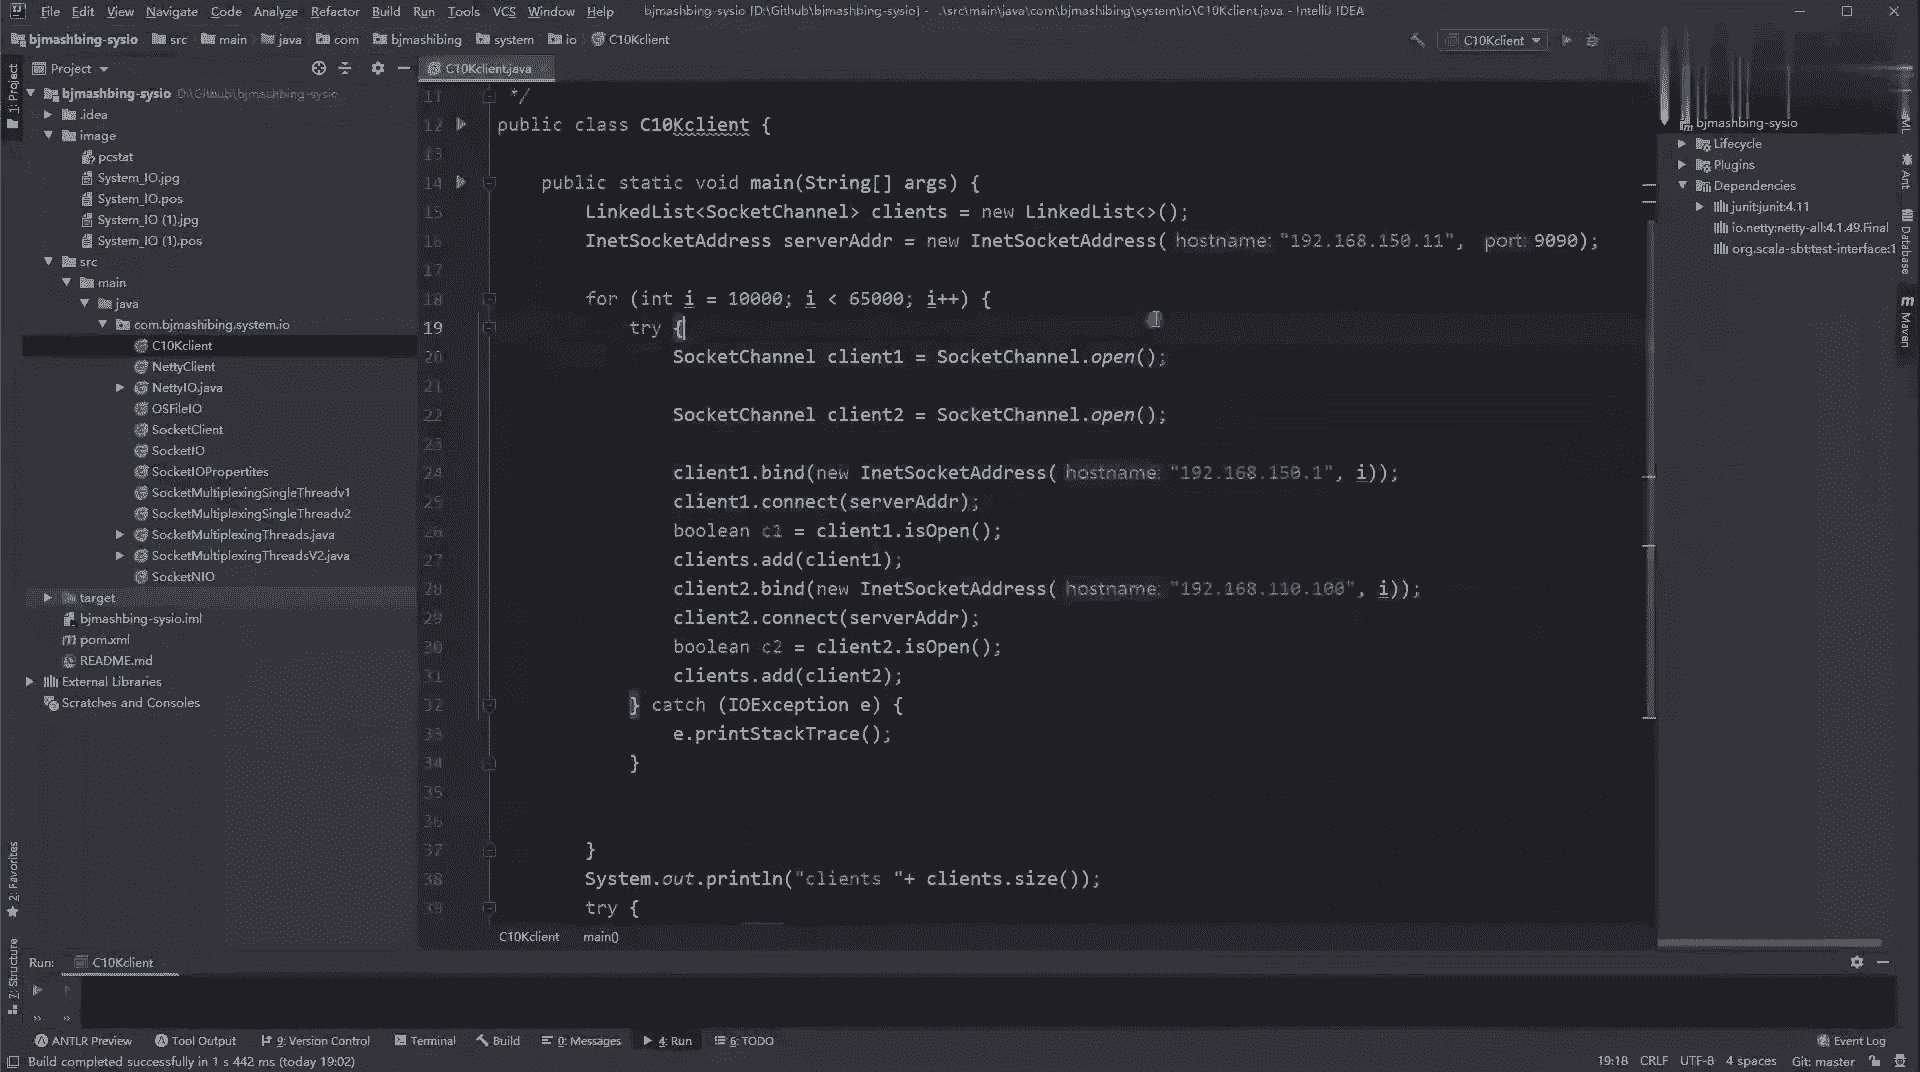 File Edit View Navigate Code Analyze Refactor Build Run Tools VCS Window Help bjmashbing-sysio [D:\Github\bjmashbing-sysio] - ...\src\main\java\com\bjmashibing\system\io\C10Kclient.java - IntelliJ IDEA
bjmashbing-sysio src main java com bjmashibing system io C10Kclient C10Kclient
1: Project
Project
C10Kclient.java
bjmashbing-sysio D:\Github\bjmashbing-sysio
.idea
image
pcstat
System_IO.jpg
System_IO.pos
System_IO (1).jpg
System_IO (1).pos
src
main
java
com.bjmashibing.system.io
C10Kclient
NettyClient
NettyIO.java
OSFileIO
SocketClient
SocketIO
SocketIOPropertites
SocketMultiplexingSingleThreadv1
SocketMultiplexingSingleThreadv2
SocketMultiplexingThreads.java
SocketMultiplexingThreadsV2.java
SocketNIO
target
bjmashbing-sysio.iml
pom.xml
README.md
External Libraries
Scratches and Consoles
11 */
12 public class C10Kclient {
13
14 public static void main(String[] args) {
15 LinkedList<SocketChannel> clients = new LinkedList<>();
16 InetSocketAddress serverAddr = new InetSocketAddress( hostname: "192.168.150.11", port: 9090);
17
18 for (int i = 10000; i < 65000; i++) {
19 try {
20 SocketChannel client1 = SocketChannel.open();
21
22 SocketChannel client2 = SocketChannel.open();
23
24 client1.bind(new InetSocketAddress( hostname: "192.168.150.1", i));
25 client1.connect(serverAddr);
26 boolean c1 = client1.isOpen();
27 clients.add(client1);
28 client2.bind(new InetSocketAddress( hostname: "192.168.110.100", i));
29 client2.connect(serverAddr);
30 boolean c2 = client2.isOpen();
31 clients.add(client2);
32 } catch (IOException e) {
33 e.printStackTrace();
34 }
35
36
37 }
38 System.out.println("clients "+ clients.size());
39 try {
C10Kclient main()
bjmashbing-sysio
Lifecycle
Plugins
Dependencies
junit:junit:4.11
io.netty:netty-all:4.1.49.Final
org.scala-sbt:test-interface:1
Ant
Database
Maven
2: Favorites
7: Structure
Run: C10Kclient
ANTLR Preview Tool Output 9: Version Control Terminal Build 0: Messages 4: Run 6: TODO Event Log
Build completed successfully in 1 s 442 ms (today 19:02) 19:18 CRLF UTF-8 4 spaces Git: master